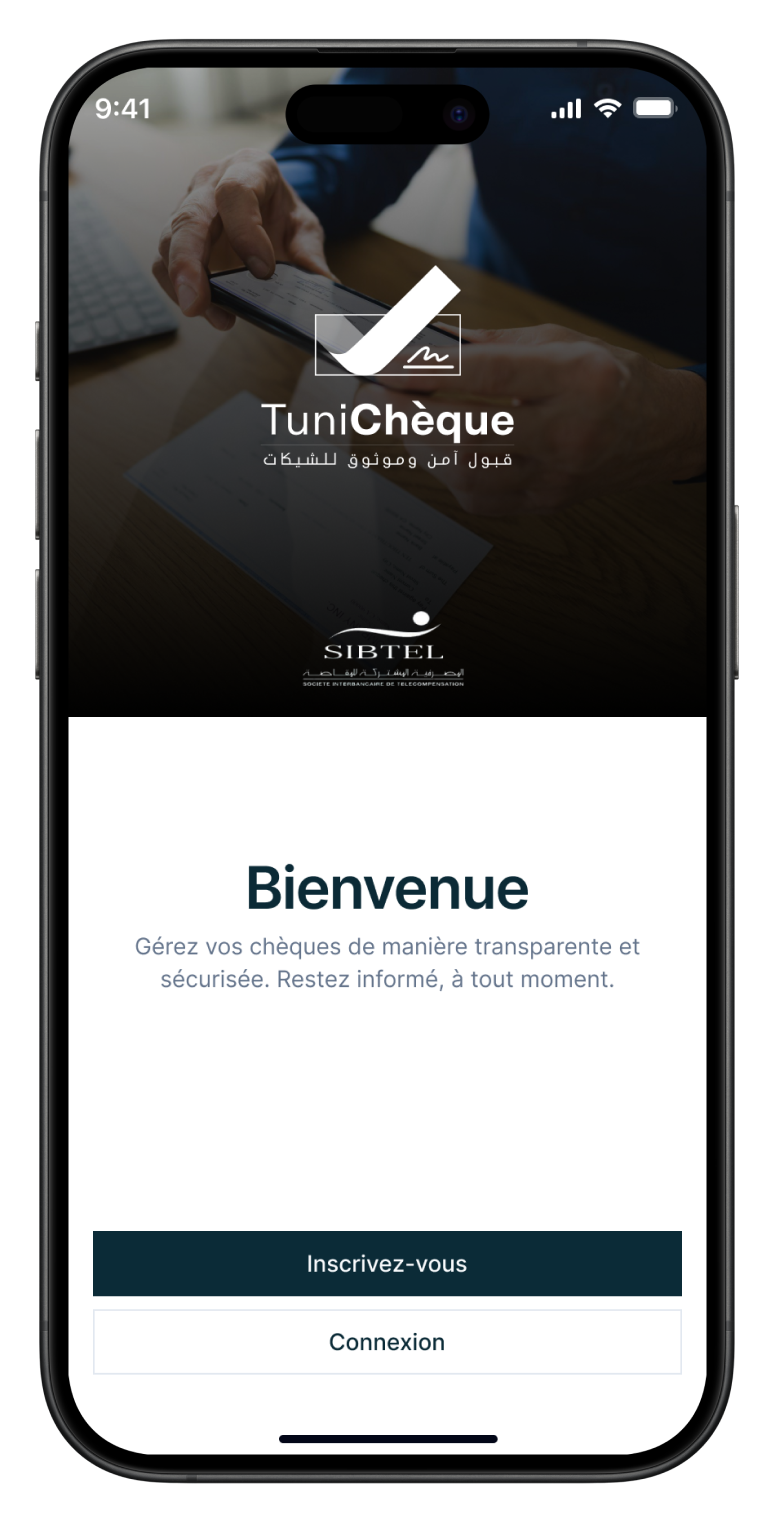 9:41
TuniChèque
قبول آمن وموثوق للشيكات
SIBTEL
المصرفية المشتركة للمقاصة
SOCIETE INTERBANCAIRE DE TELECOMPENSATION
Bienvenue
Gérez vos chèques de manière transparente et
sécurisée. Restez informé, à tout moment.
Inscrivez-vous
Connexion